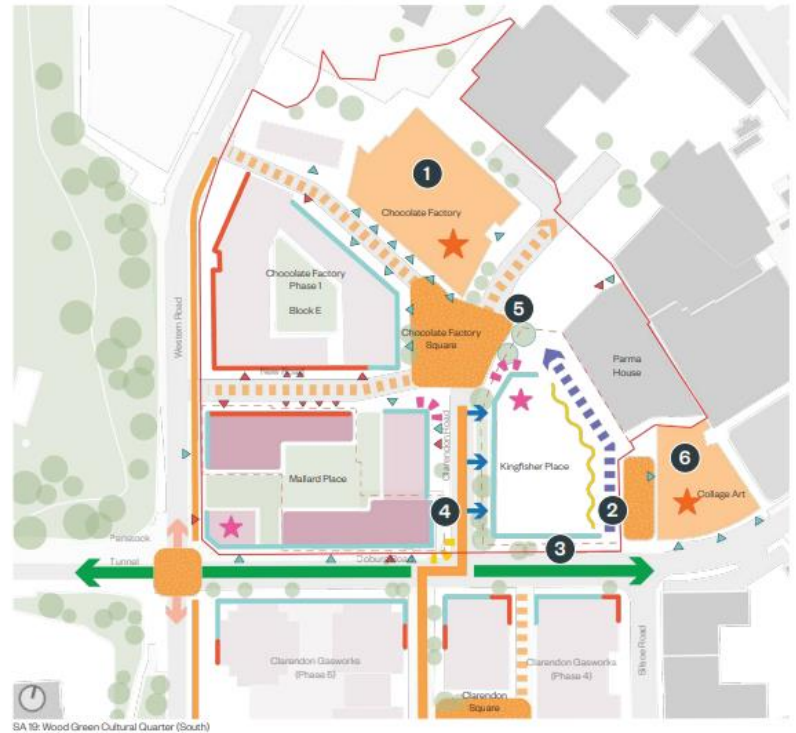 1
Chocolate Factory
Chocolate Factory
Phase 1
Block E
Western Road
5
Chocolate Factory
Square
Parma
House
Clarendon Road
Kingfisher Place
6
Collage Art
Mallard Place
4
2
3
Penstock
Tunnel
Coburg Road
Silsoe Road
Clarendon Gasworks
(Phase 5)
Clarendon Gasworks
(Phase 4)
Clarendon
Square
SA 19: Wood Green Cultural Quarter (South)